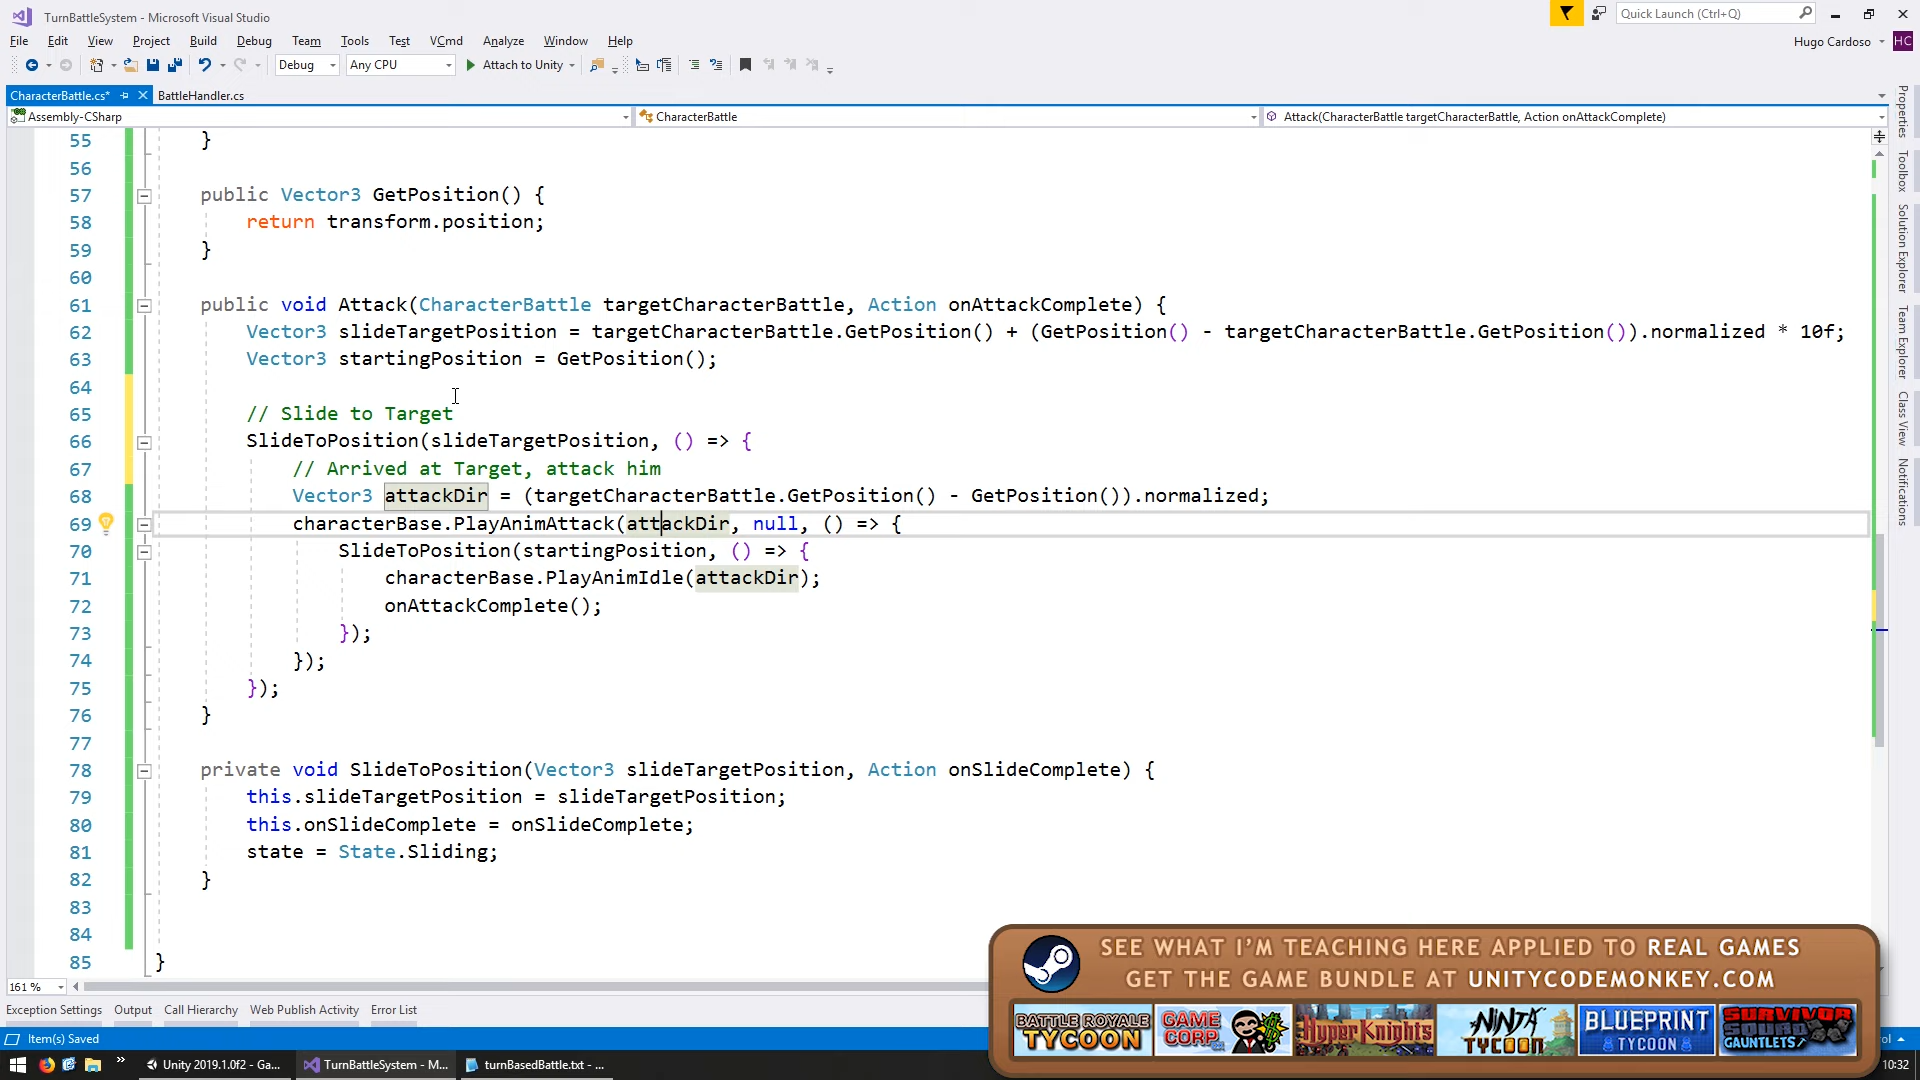 TurnBattleSystem - Microsoft Visual Studio
Quick Launch (Ctrl+Q)
File Edit View Project Build Debug Team Tools Test VCmd Analyze Window Help
Hugo Cardoso HC
Debug Any CPU Attach to Unity
CharacterBattle.cs* BattleHandler.cs
Assembly-CSharp CharacterBattle Attack(CharacterBattle targetCharacterBattle, Action onAttackComplete)
55 }
56
57 public Vector3 GetPosition() {
58 return transform.position;
59 }
60
61 public void Attack(CharacterBattle targetCharacterBattle, Action onAttackComplete) {
62 Vector3 slideTargetPosition = targetCharacterBattle.GetPosition() + (GetPosition() - targetCharacterBattle.GetPosition()).normalized * 10f;
63 Vector3 startingPosition = GetPosition();
64
65 // Slide to Target
66 SlideToPosition(slideTargetPosition, () => {
67 // Arrived at Target, attack him
68 Vector3 attackDir = (targetCharacterBattle.GetPosition() - GetPosition()).normalized;
69 characterBase.PlayAnimAttack(attackDir, null, () => {
70 SlideToPosition(startingPosition, () => {
71 characterBase.PlayAnimIdle(attackDir);
72 onAttackComplete();
73 });
74 });
75 });
76 }
77
78 private void SlideToPosition(Vector3 slideTargetPosition, Action onSlideComplete) {
79 this.slideTargetPosition = slideTargetPosition;
80 this.onSlideComplete = onSlideComplete;
81 state = State.Sliding;
82 }
83
84
85 }
Properties
Toolbox
Solution Explorer
Team Explorer
Class View
Notifications
161 %
Exception Settings Output Call Hierarchy Web Publish Activity Error List
Item(s) Saved
SEE WHAT I'M TEACHING HERE APPLIED TO REAL GAMES
GET THE GAME BUNDLE AT UNITYCODEMONKEY.COM
BATTLE ROYALE TYCOON
GAME CORP
HYPER KNIGHTS
NINJA TYCOON
BLUEPRINT TYCOON
SURVIVOR SQUAD GAUNTLETS
Unity 2019.1.0f2 - Ga... TurnBattleSystem - M... turnBasedBattle.txt - ... 10:32